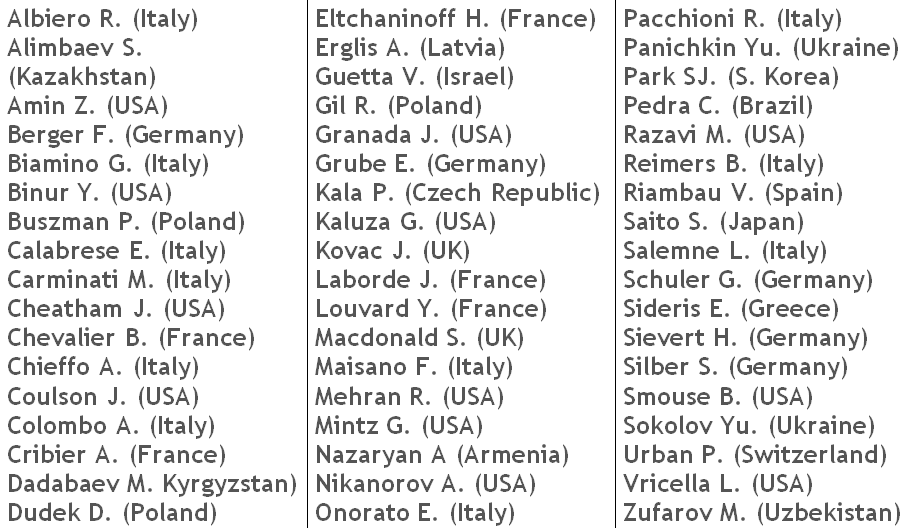 Albiero R. (Italy)
Alimbaev S.
(Kazakhstan)
Amin Z. (USA)
Berger F. (Germany)
Biamino G. (Italy)
Binur Y. (USA)
Buszman P. (Poland)
Calabrese E. (Italy)
Carminati M. (Italy)
Cheatham J. (USA)
Chevalier B. (France)
Chieffo A. (Italy)
Coulson J. (USA)
Colombo A. (Italy)
Cribier A. (France)
Dadabaev M. Kyrgyzstan)
Dudek D. (Poland)
Eltchaninoff H. (France)
Erglis A. (Latvia)
Guetta V. (Israel)
Gil R. (Poland)
Granada J. (USA)
Grube E. (Germany)
Kala P. (Czech Republic)
Kaluza G. (USA)
Kovac J. (UK)
Laborde J. (France)
Louvard Y. (France)
Macdonald S. (UK)
Maisano F. (Italy)
Mehran R. (USA)
Mintz G. (USA)
Nazaryan A (Armenia)
Nikanorov A. (USA)
Onorato E. (Italy)
Pacchioni R. (Italy)
Panichkin Yu. (Ukraine)
Park SJ. (S. Korea)
Pedra C. (Brazil)
Razavi M. (USA)
Reimers B. (Italy)
Riambau V. (Spain)
Saito S. (Japan)
Salemne L. (Italy)
Schuler G. (Germany)
Sideris E. (Greece)
Sievert H. (Germany)
Silber S. (Germany)
Smouse B. (USA)
Sokolov Yu. (Ukraine)
Urban P. (Switzerland)
Vricella L. (USA)
Zufarov M. (Uzbekistan)